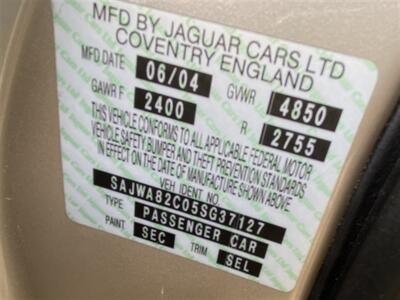 MFD BY JAGUAR CARS LTD
COVENTRY ENGLAND
MFD DATE 06/04 GVWR 4850
GAWR F 2400 R 2755
THIS VEHICLE CONFORMS TO ALL APPLICABLE FEDERAL MOTOR
VEHICLE SAFETY, BUMPER AND THEFT PREVENTION STANDARDS
IN EFFECT ON THE DATE OF MANUFACTURE SHOWN ABOVE
SAJWA82C05SG37127
VEH IDENT NO.
PASSENGER CAR
PAINT SEC TRIM SEL